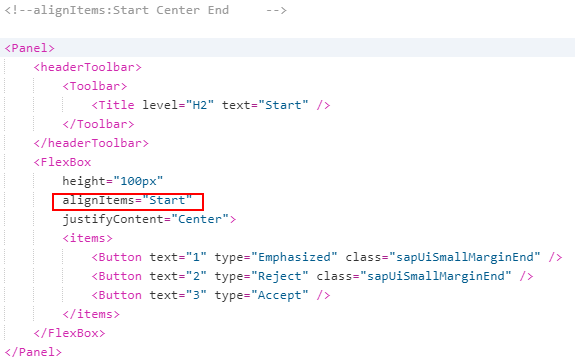 <!--alignItems:Start Center End     -->
<Panel>
    <headerToolbar>
        <Toolbar>
            <Title level="H2" text="Start" />
        </Toolbar>
    </headerToolbar>
    <FlexBox
        height="100px"
        alignItems="Start"
        justifyContent="Center">
        <items>
            <Button text="1" type="Emphasized" class="sapUiSmallMarginEnd" />
            <Button text="2" type="Reject" class="sapUiSmallMarginEnd" />
            <Button text="3" type="Accept" />
        </items>
    </FlexBox>
</Panel>